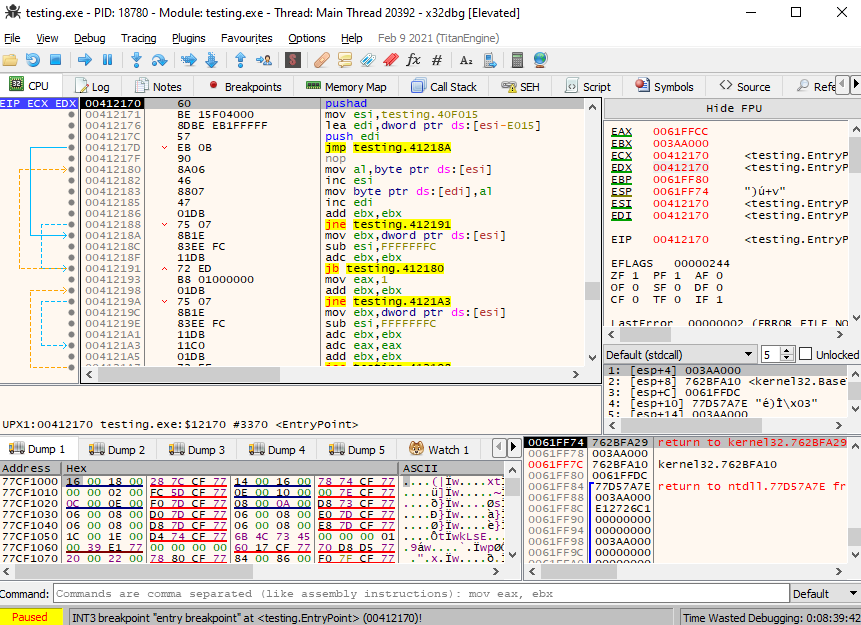 testing.exe - PID: 18780 - Module: testing.exe - Thread: Main Thread 20392 - x32dbg [Elevated]
File View Debug Tracing Plugins Favourites Options Help Feb 9 2021 (TitanEngine)
CPU Log Notes Breakpoints Memory Map Call Stack SEH Script Symbols Source Refe
EIP ECX EDX 00412170 60 pushad
00412171 BE 15F04000 mov esi,testing.40F015
00412176 8DBE EB1FFFFF lea edi,dword ptr ds:[esi-E015]
0041217C 57 push edi
0041217D EB 0B jmp testing.41218A
0041217F 90 nop
00412180 8A06 mov al,byte ptr ds:[esi]
00412182 46 inc esi
00412183 8807 mov byte ptr ds:[edi],al
00412185 47 inc edi
00412186 01DB add ebx,ebx
00412188 75 07 jne testing.412191
0041218A 8B1E mov ebx,dword ptr ds:[esi]
0041218C 83EE FC sub esi,FFFFFFFC
0041218F 11DB adc ebx,ebx
00412191 72 ED jb testing.412180
00412193 B8 01000000 mov eax,1
00412198 01DB add ebx,ebx
0041219A 75 07 jne testing.4121A3
0041219C 8B1E mov ebx,dword ptr ds:[esi]
0041219E 83EE FC sub esi,FFFFFFFC
004121A1 11DB adc ebx,ebx
004121A3 11C0 adc eax,eax
004121A5 01DB add ebx,ebx
Hide FPU
EAX 0061FFCC
EBX 003AA000
ECX 00412170 <testing.EntryP
EDX 00412170 <testing.EntryP
EBP 0061FF80
ESP 0061FF74 ")ú+v"
ESI 00412170 <testing.EntryP
EDI 00412170 <testing.EntryP
EIP 00412170 <testing.EntryP
EFLAGS 00000244
ZF 1 PF 1 AF 0
OF 0 SF 0 DF 0
CF 0 TF 0 IF 1
LastError 00000002 (ERROR_FILE_NO
Default (stdcall) 5 Unlocked
1: [esp+4] 003AA000
2: [esp+8] 762BFA10 <kernel32.Base
3: [esp+C] 0061FFDC
4: [esp+10] 77D57A7E
5: [esp+14] 003AA000
UPX1:00412170 testing.exe:$12170 #3370 <EntryPoint>
Dump 1 Dump 2 Dump 3 Dump 4 Dump 5 Watch 1
Address Hex ASCII
77CF1000 16 00 18 00 28 7C CF 77 14 00 16 00 78 74 CF 77
77CF1010 00 00 02 00 FC 5D CF 77 0E 00 10 00 00 7E CF 77
77CF1020 0C 00 0E 00 F0 7D CF 77 08 00 0A 00 D8 73 CF 77
77CF1030 06 00 08 00 D0 7D CF 77 06 00 08 00 E0 7D CF 77
77CF1040 06 00 08 00 D8 7D CF 77 06 00 08 00 E8 7D CF 77
77CF1050 1C 00 1E 00 D4 74 CF 77 6B 4C 73 45 00 00 00 01
77CF1060 00 39 E1 77 00 00 00 00 60 17 CF 77 70 D8 D5 77
77CF1070 20 00 22 00 78 80 CF 77 84 00 86 00 F0 7F CF 77
0061FF74 762BFA29 return to kernel32.762BFA29
0061FF78 003AA000
0061FF7C 762BFA10 kernel32.762BFA10
0061FF80 0061FFDC
0061FF84 77D57A7E return to ntdll.77D57A7E fr
0061FF88 003AA000
0061FF8C E12726C1
0061FF90 00000000
0061FF94 00000000
0061FF98 003AA000
0061FF9C 00000000
0061FFA0 00000000
Command: Commands are comma separated (like assembly instructions): mov eax, ebx Default
Paused INT3 breakpoint "entry breakpoint" at <testing.EntryPoint> (00412170)! Time Wasted Debugging: 0:08:39:42